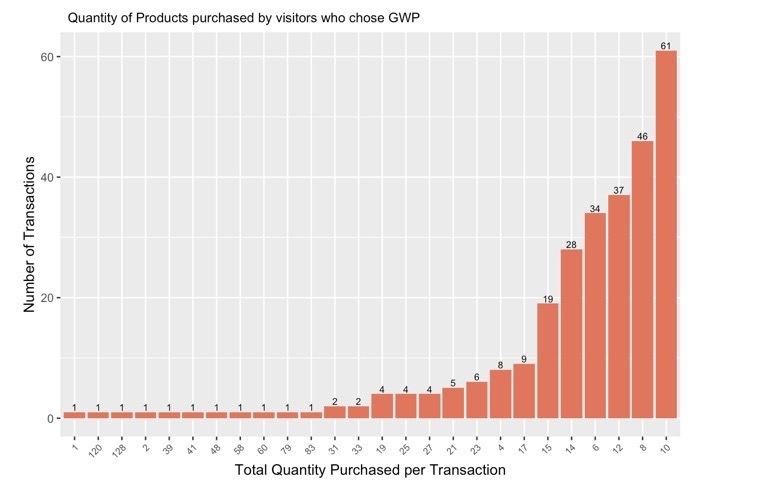 Quantity of Products purchased by visitors who chose GWP
61
60
46
40
37
34
28
20
19
9
8
6
5
4 4 4
2 2
1 1 1 1 1 1 1 1 1 1 1
0
Number of Transactions
1 120 128 2 39 41 48 58 60 79 83 31 33 19 25 27 21 23 4 17 15 14 6 12 8 10
Total Quantity Purchased per Transaction